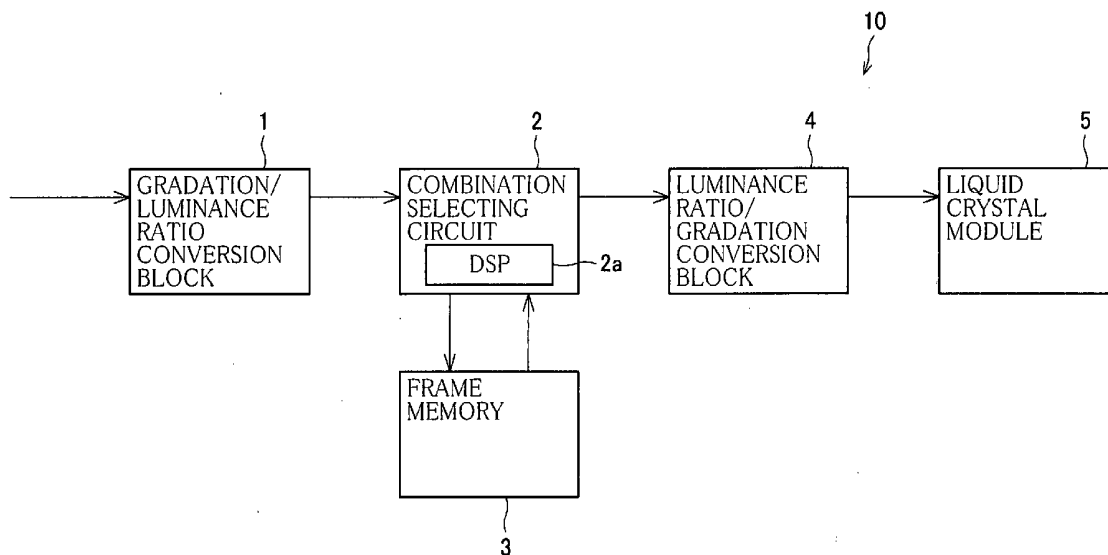 10
1
2
4
5
GRADATION/
LUMINANCE
RATIO
CONVERSION
BLOCK
COMBINATION
SELECTING
CIRCUIT
DSP
2a
LUMINANCE
RATIO/
GRADATION
CONVERSION
BLOCK
LIQUID
CRYSTAL
MODULE
FRAME
MEMORY
3